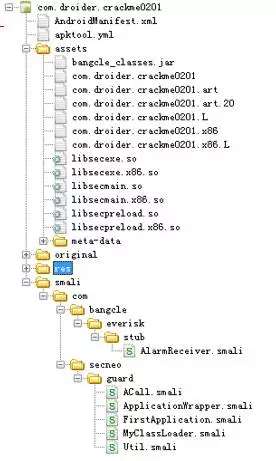 com.droider.crackme0201
AndroidManifest.xml
apktool.yml
assets
bangcle_classes.jar
com.droider.crackme0201
com.droider.crackme0201.art
com.droider.crackme0201.art.20
com.droider.crackme0201.L
com.droider.crackme0201.x86
com.droider.crackme0201.x86.L
libsecexe.so
libsecexe.x86.so
libsecmain.so
libsecmain.x86.so
libsecpreload.so
libsecpreload.x86.so
meta-data
original
res
smali
com
bangcle
everisk
stub
AlarmReceiver.smali
secneo
guard
ACall.smali
ApplicationWrapper.smali
FirstApplication.smali
MyClassLoader.smali
Util.smali